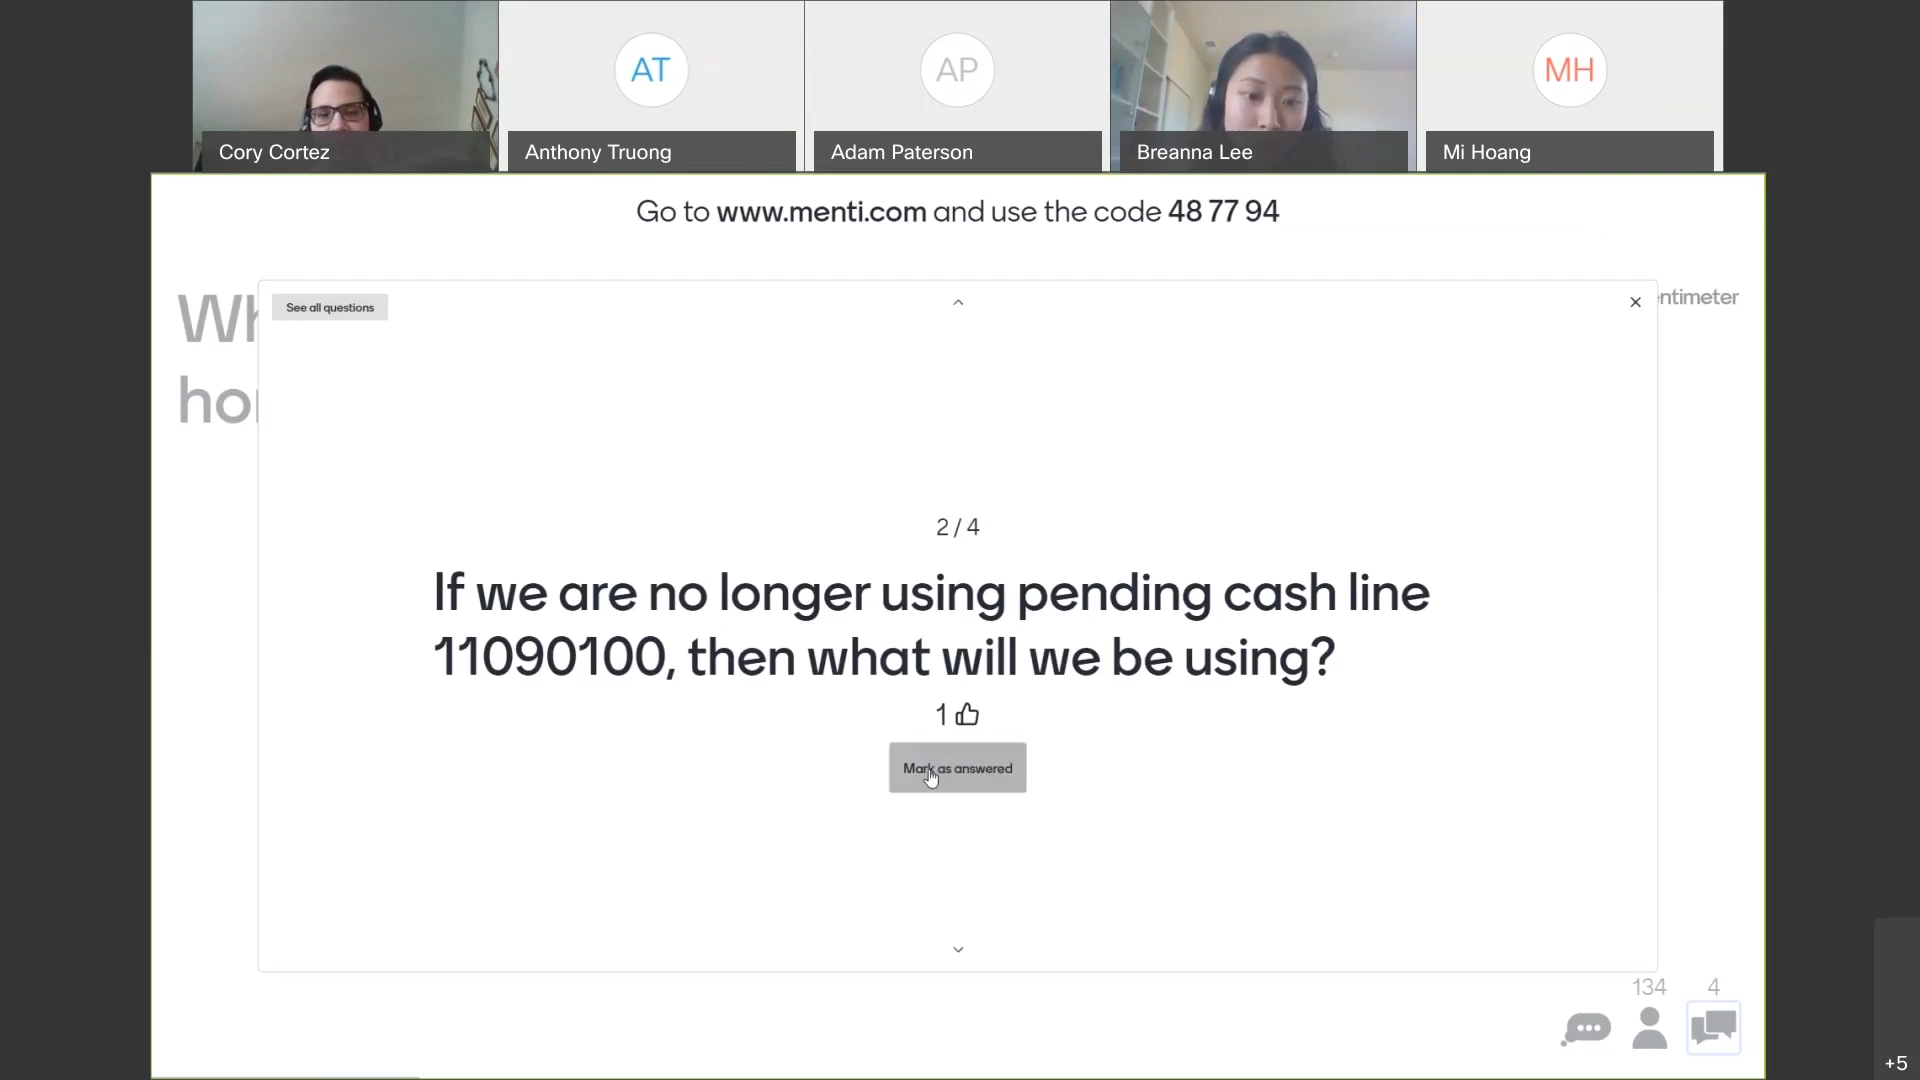 AT
AP
MH
Cory Cortez
Anthony Truong
Adam Paterson
Breanna Lee
Mi Hoang
Go to www.menti.com and use the code 48 77 94
See all questions
Wh
ntimeter
ho
2 / 4
If we are no longer using pending cash line
11090100, then what will we be using?
1
Mark as answered
134
4
+5